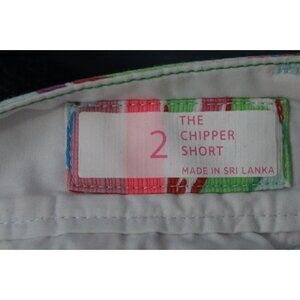 2
THE
CHIPPER
SHORT
MADE IN SRI LANKA